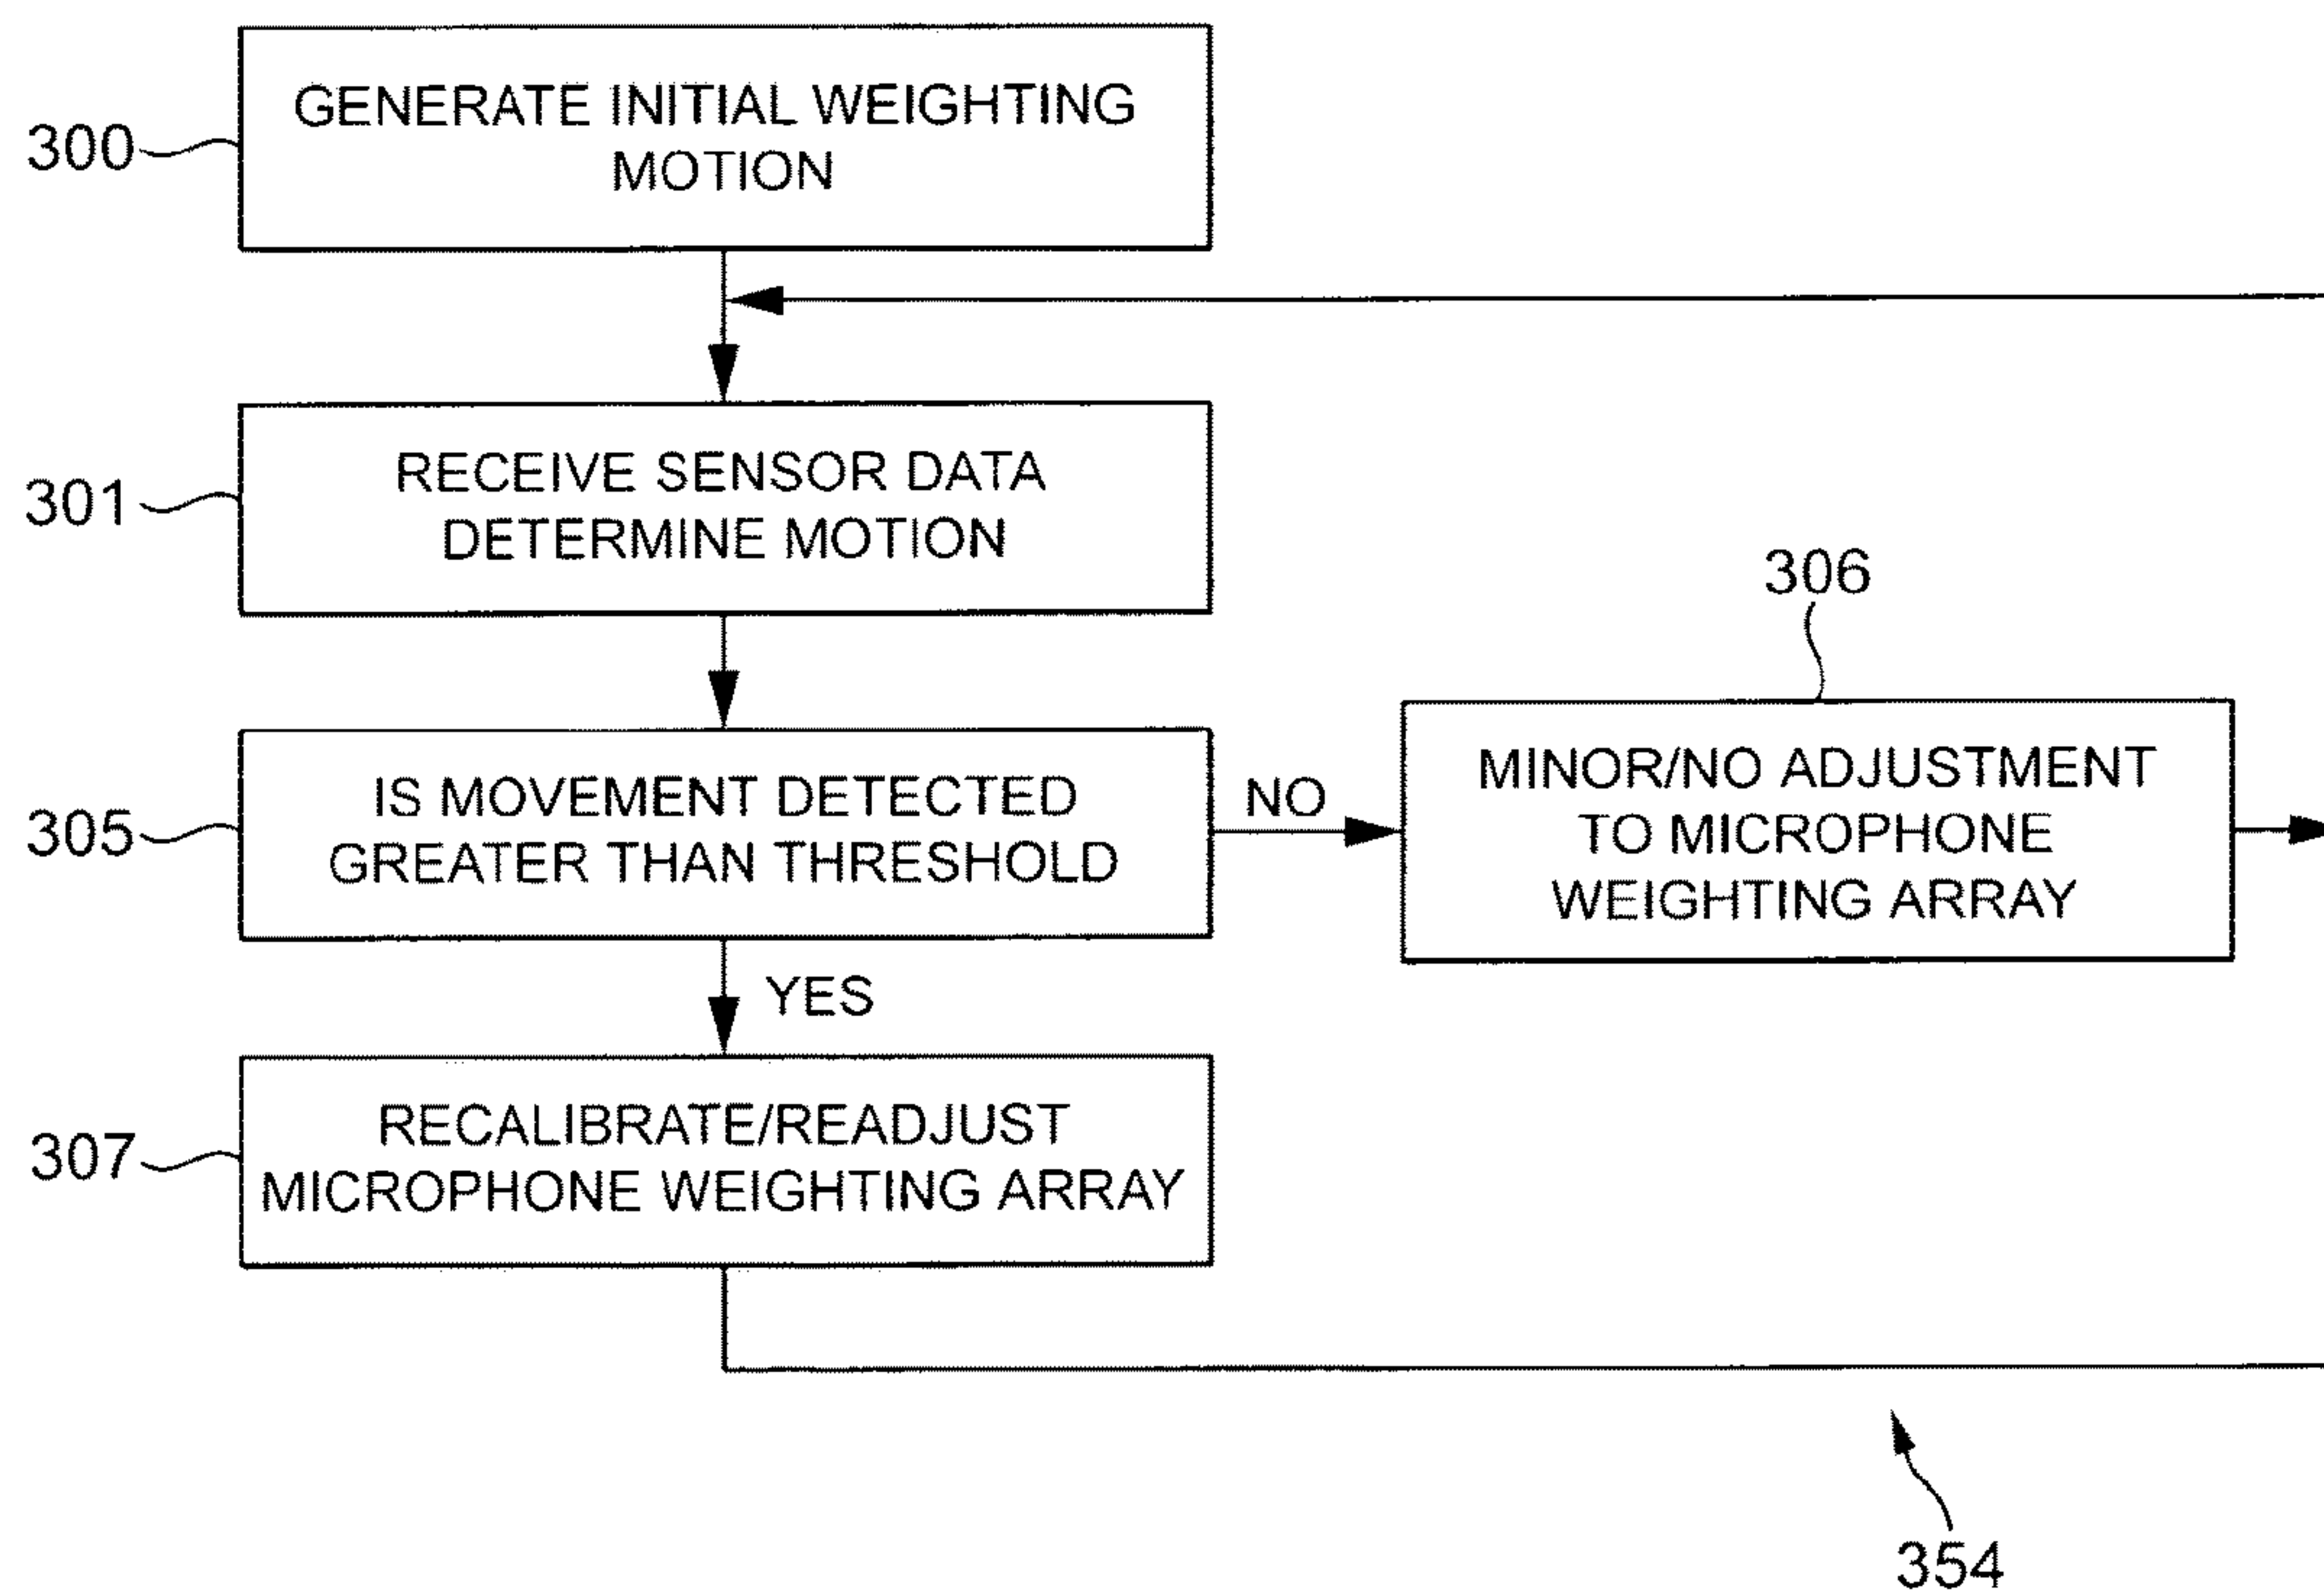 300
GENERATE INITIAL WEIGHTING
MOTION
301
RECEIVE SENSOR DATA
DETERMINE MOTION
305
IS MOVEMENT DETECTED
GREATER THAN THRESHOLD
NO
306
MINOR/NO ADJUSTMENT
TO MICROPHONE
WEIGHTING ARRAY
YES
307
RECALIBRATE/READJUST
MICROPHONE WEIGHTING ARRAY
354